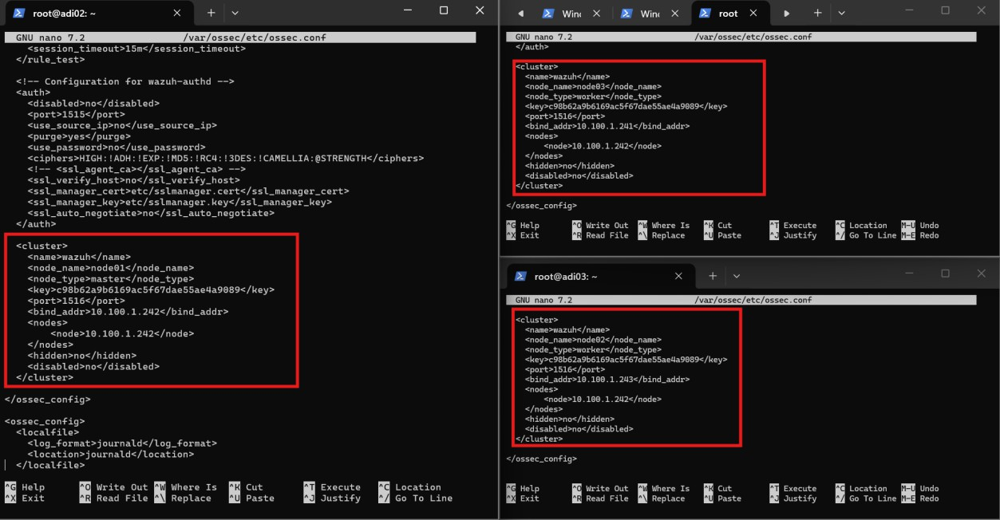 root@adi02: ~
GNU nano 7.2 /var/ossec/etc/ossec.conf
<session_timeout>15m</session_timeout>
</rule_test>
<!-- Configuration for wazuh-authd -->
<auth>
<disabled>no</disabled>
<port>1515</port>
<use_source_ip>no</use_source_ip>
<purge>yes</purge>
<use_password>no</use_password>
<ciphers>HIGH:!ADH:!EXP:!MD5:!RC4:!3DES:!CAMELLIA:@STRENGTH</ciphers>
<!-- <ssl_agent_ca></ssl_agent_ca> -->
<ssl_verify_host>no</ssl_verify_host>
<ssl_manager_cert>etc/sslmanager.cert</ssl_manager_cert>
<ssl_manager_key>etc/sslmanager.key</ssl_manager_key>
<ssl_auto_negotiate>no</ssl_auto_negotiate>
</auth>
<cluster>
<name>wazuh</name>
<node_name>node01</node_name>
<node_type>master</node_type>
<key>c98b62a9b6169ac5f67dae55ae4a9089</key>
<port>1516</port>
<bind_addr>10.100.1.242</bind_addr>
<nodes>
<node>10.100.1.242</node>
</nodes>
<hidden>no</hidden>
<disabled>no</disabled>
</cluster>
</ossec_config>
<ossec_config>
<localfile>
<log_format>journald</log_format>
<location>journald</location>
</localfile>
^G Help ^O Write Out ^W Where Is ^K Cut ^T Execute ^C Location
^X Exit ^R Read File ^\ Replace ^U Paste ^J Justify ^/ Go To Line
Wind Wind root
GNU nano 7.2 /var/ossec/etc/ossec.conf
</auth>
<cluster>
<name>wazuh</name>
<node_name>node03</node_name>
<node_type>worker</node_type>
<key>c98b62a9b6169ac5f67dae55ae4a9089</key>
<port>1516</port>
<bind_addr>10.100.1.241</bind_addr>
<nodes>
<node>10.100.1.242</node>
</nodes>
<hidden>no</hidden>
<disabled>no</disabled>
</cluster>
</ossec_config>
^G Help ^O Write Out ^W Where Is ^K Cut ^T Execute ^C Location M-U Undo
^X Exit ^R Read File ^\ Replace ^U Paste ^J Justify ^/ Go To Line M-E Redo
root@adi03: ~
GNU nano 7.2 /var/ossec/etc/ossec.conf
<cluster>
<name>wazuh</name>
<node_name>node02</node_name>
<node_type>worker</node_type>
<key>c98b62a9b6169ac5f67dae55ae4a9089</key>
<port>1516</port>
<bind_addr>10.100.1.243</bind_addr>
<nodes>
<node>10.100.1.242</node>
</nodes>
<hidden>no</hidden>
<disabled>no</disabled>
</cluster>
</ossec_config>
^G Help ^O Write Out ^W Where Is ^K Cut ^T Execute ^C Location M-U Undo
^X Exit ^R Read File ^\ Replace ^U Paste ^J Justify ^/ Go To Line M-E Redo